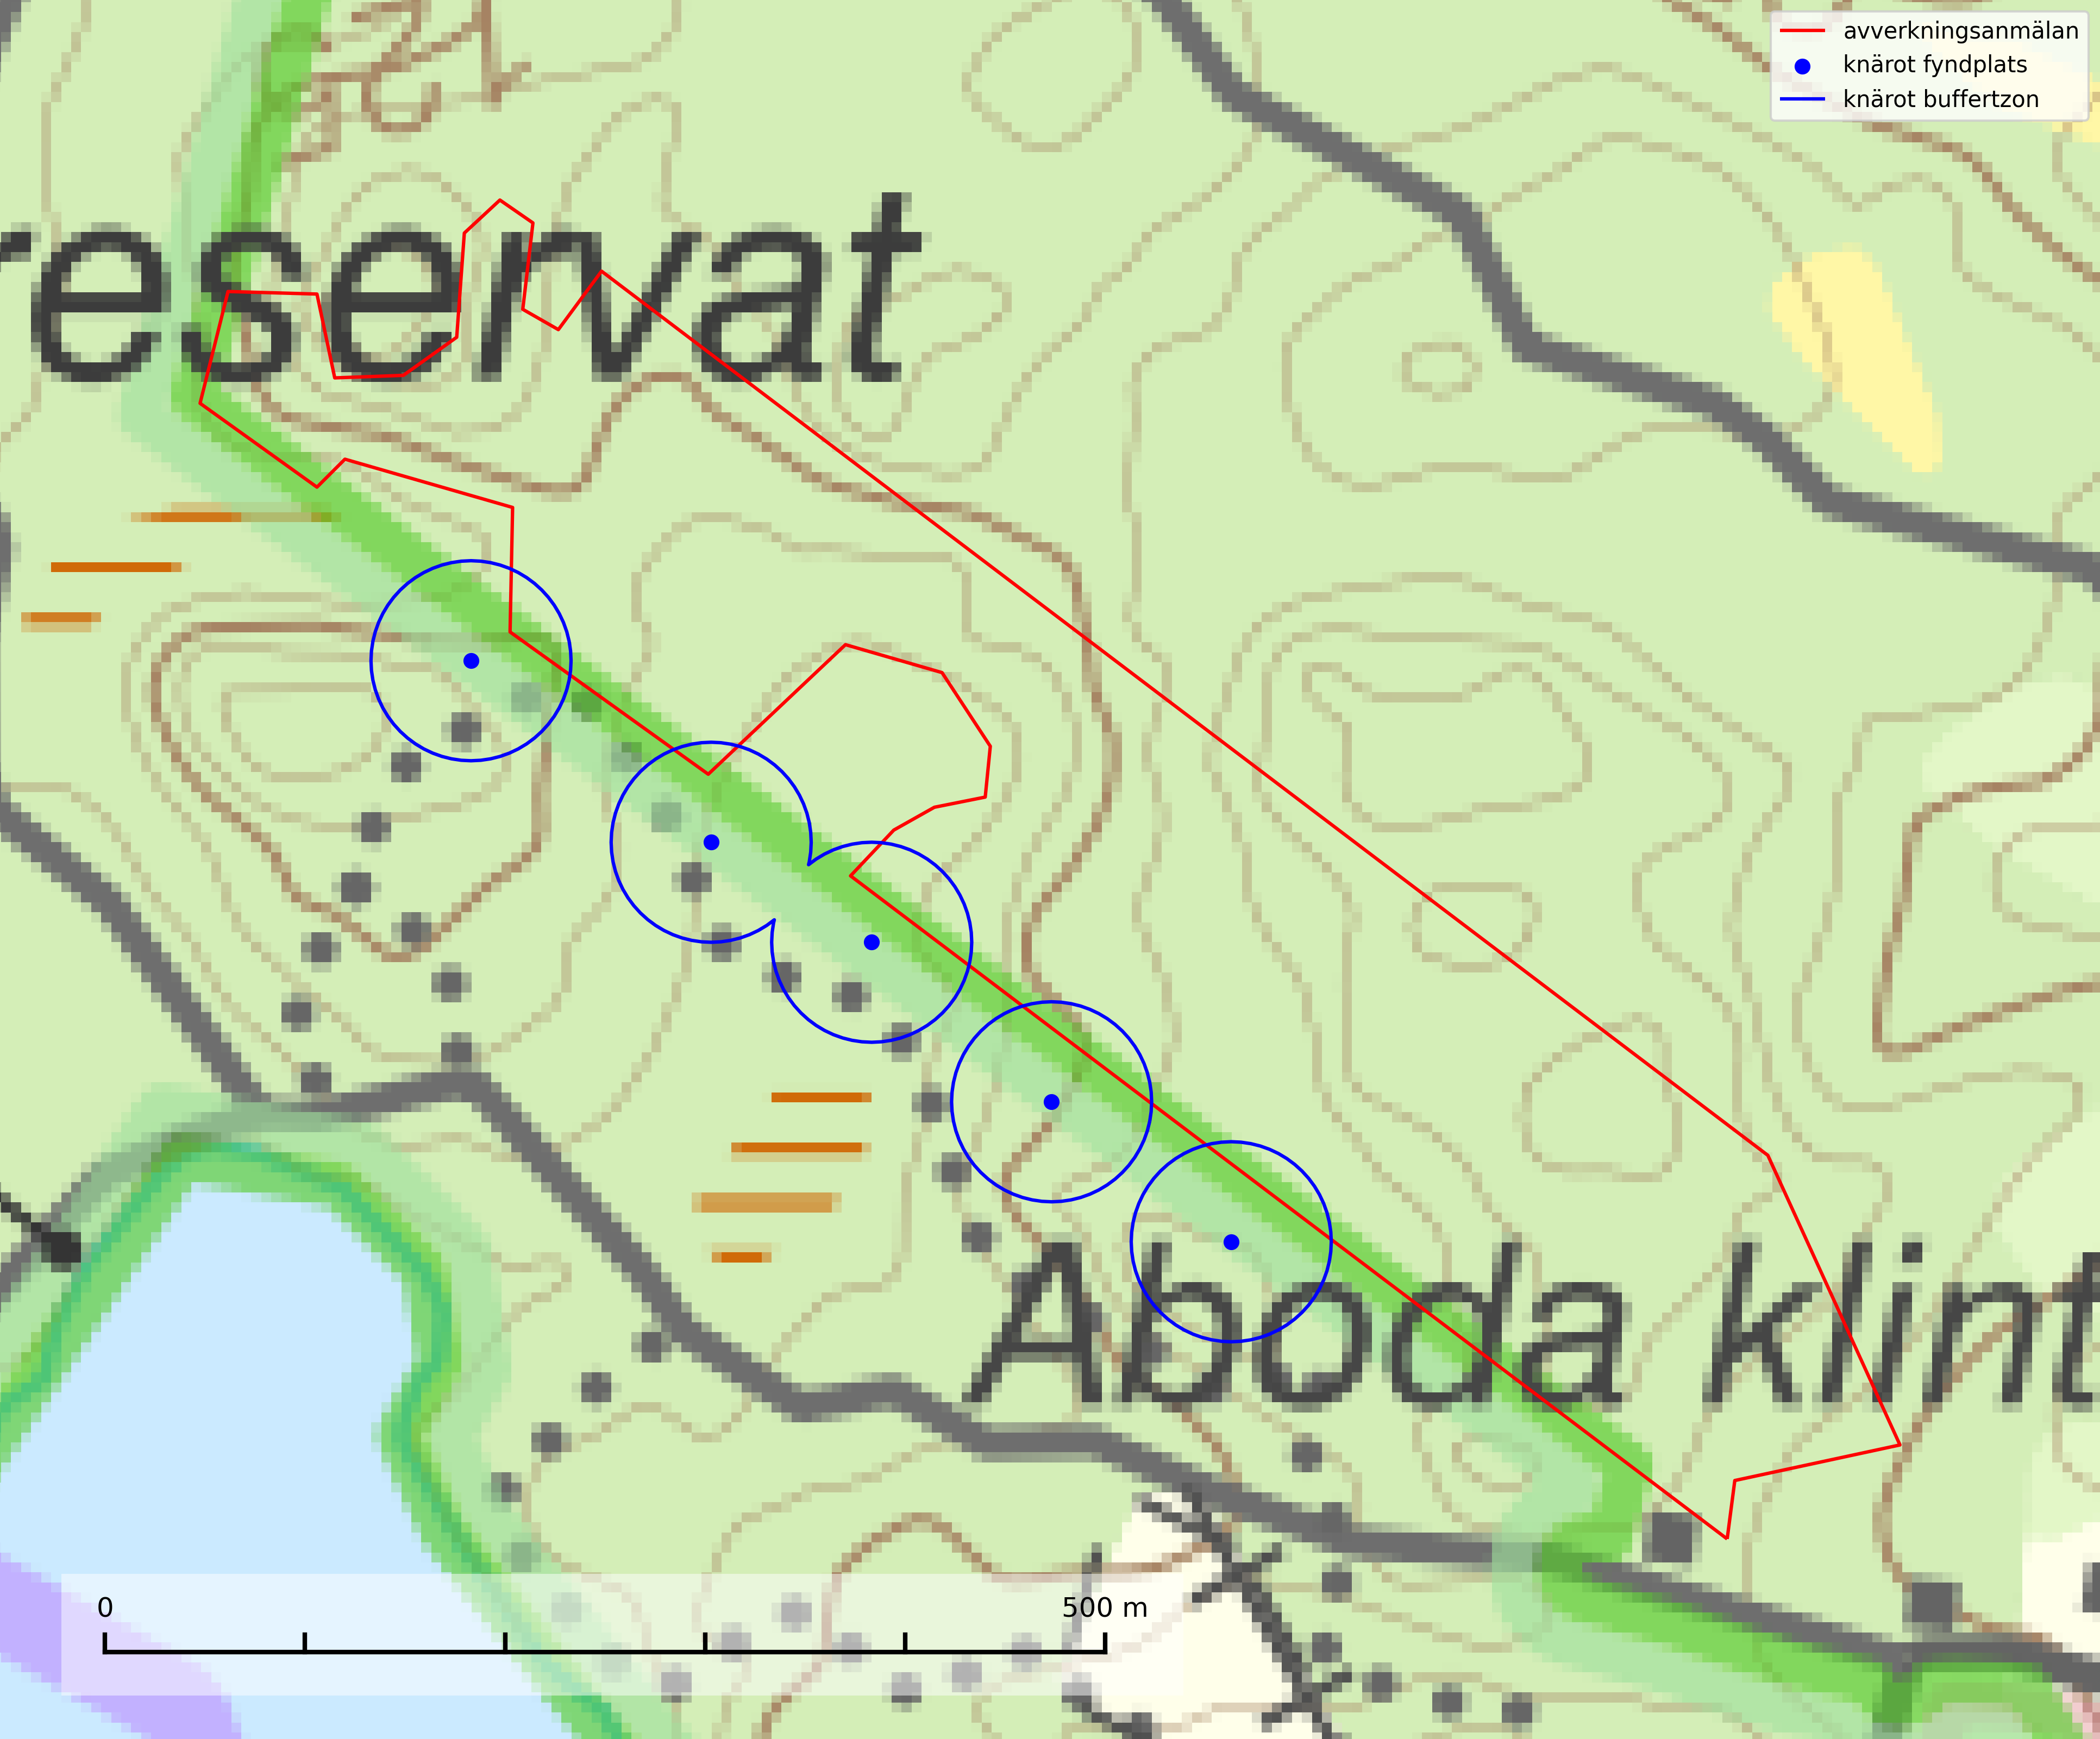 avverkningsanmälan
knärot fyndplats
knärot buffertzon
reservat
Aboda klint
0
500 m